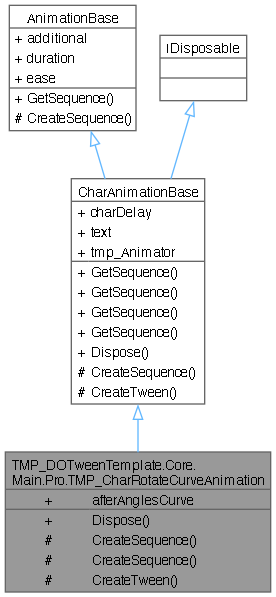 AnimationBase
+ additional
+ duration
+ ease
+ GetSequence()
# CreateSequence()
IDisposable
CharAnimationBase
+ charDelay
+ text
+ tmp_Animator
+ GetSequence()
+ GetSequence()
+ GetSequence()
+ GetSequence()
+ Dispose()
# CreateSequence()
# CreateTween()
TMP_DOTweenTemplate.Core.
Main.Pro.TMP_CharRotateCurveAnimation
+ afterAnglesCurve
+ Dispose()
# CreateSequence()
# CreateSequence()
# CreateTween()